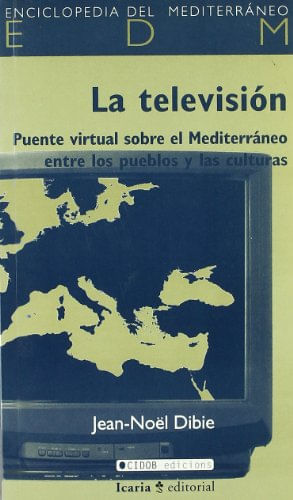 ENCICLOPEDIA DEL MEDITERRÁNEO
E D M
La televisión
Puente virtual sobre el Mediterráneo
entre los pueblos y las culturas
Jean-Noël Dibie
CIDOB edicions
Icaria editorial